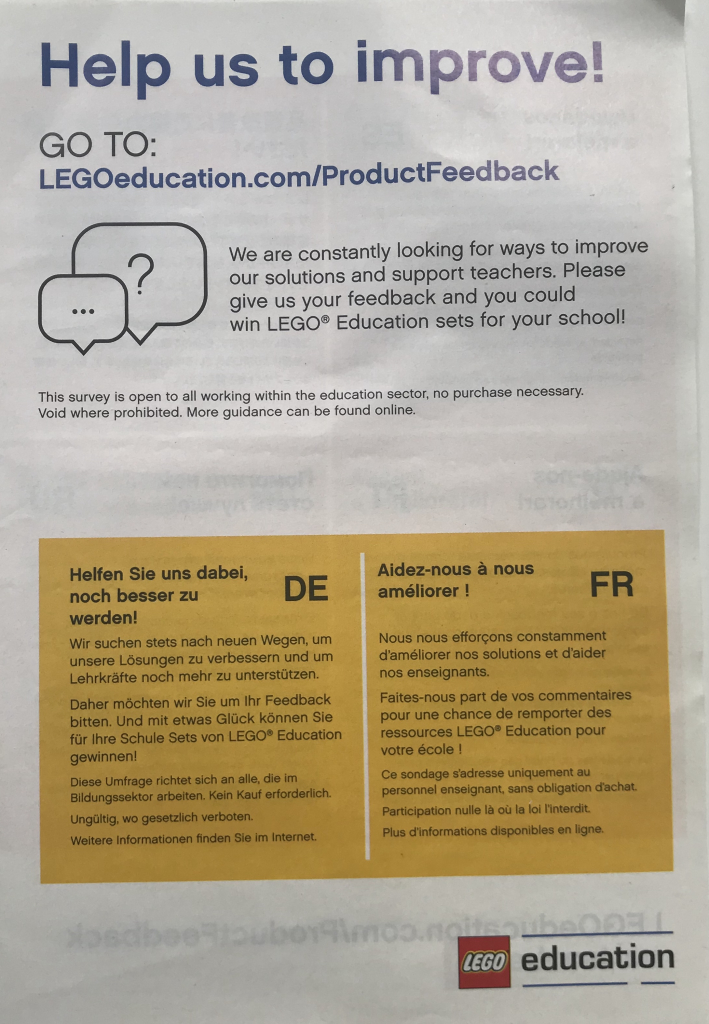 Help us to improve!
GO TO:
LEGOeducation.com/ProductFeedback
?
...
We are constantly looking for ways to improve
our solutions and support teachers. Please
give us your feedback and you could
win LEGO® Education sets for your school!
This survey is open to all working within the education sector, no purchase necessary.
Void where prohibited. More guidance can be found online.
Helfen Sie uns dabei,
noch besser zu
werden!
DE
Wir suchen stets nach neuen Wegen, um
unsere Lösungen zu verbessern und um
Lehrkräfte noch mehr zu unterstützen.
Daher möchten wir Sie um Ihr Feedback
bitten. Und mit etwas Glück können Sie
für Ihre Schule Sets von LEGO® Education
gewinnen!
Diese Umfrage richtet sich an alle, die im
Bildungssektor arbeiten. Kein Kauf erforderlich.
Ungültig, wo gesetzlich verboten.
Weitere Informationen finden Sie im Internet.
Aidez-nous à nous
améliorer !
FR
Nous nous efforçons constamment
d'améliorer nos solutions et d'aider
nos enseignants.
Faites-nous part de vos commentaires
pour une chance de remporter des
ressources LEGO® Education pour
votre école !
Ce sondage s'adresse uniquement au
personnel enseignant, sans obligation d'achat.
Participation nulle là où la loi l'interdit.
Plus d'informations disponibles en ligne.
LEGO education